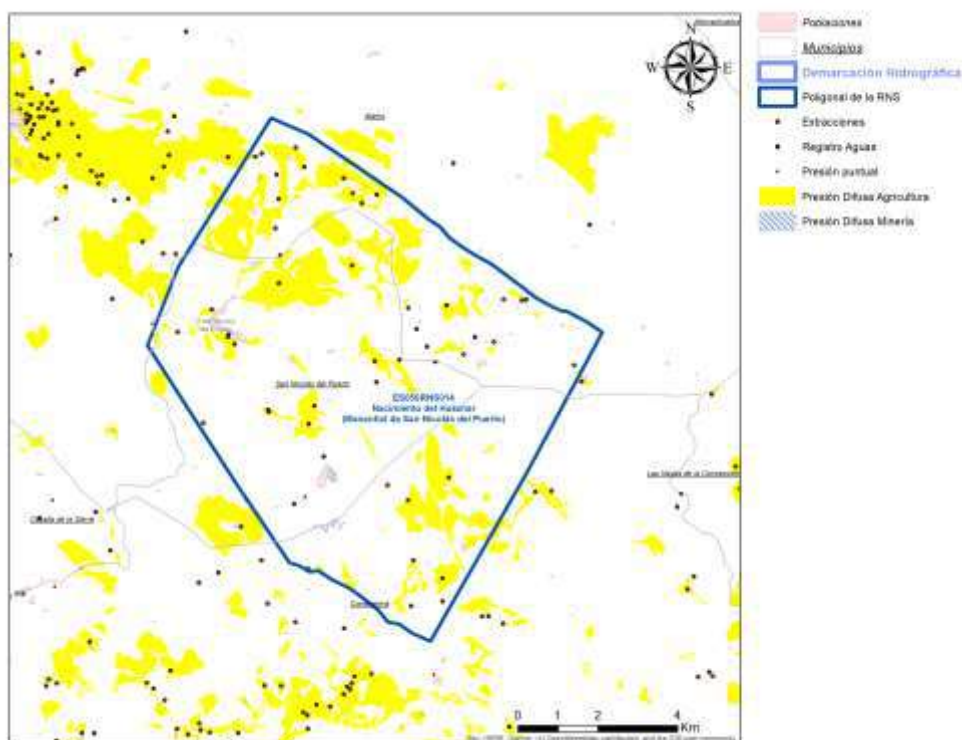 N
W E
S
Poblaciones
Municipios
Demarcación Hidrográfica
Poligonal de la RNS
Extracciones
Registro Aguas
Presión puntual
Presión Difusa Agricultura
Presión Difusa Minería
Alanís
San Nicolás del Puerto
ES050RNS014
Nacimiento del Huéznar
(Manantial de San Nicolás del Puerto)
Las Navas de la Concepción
Cazalla de la Sierra
Constantina
0 1 2 4
Km